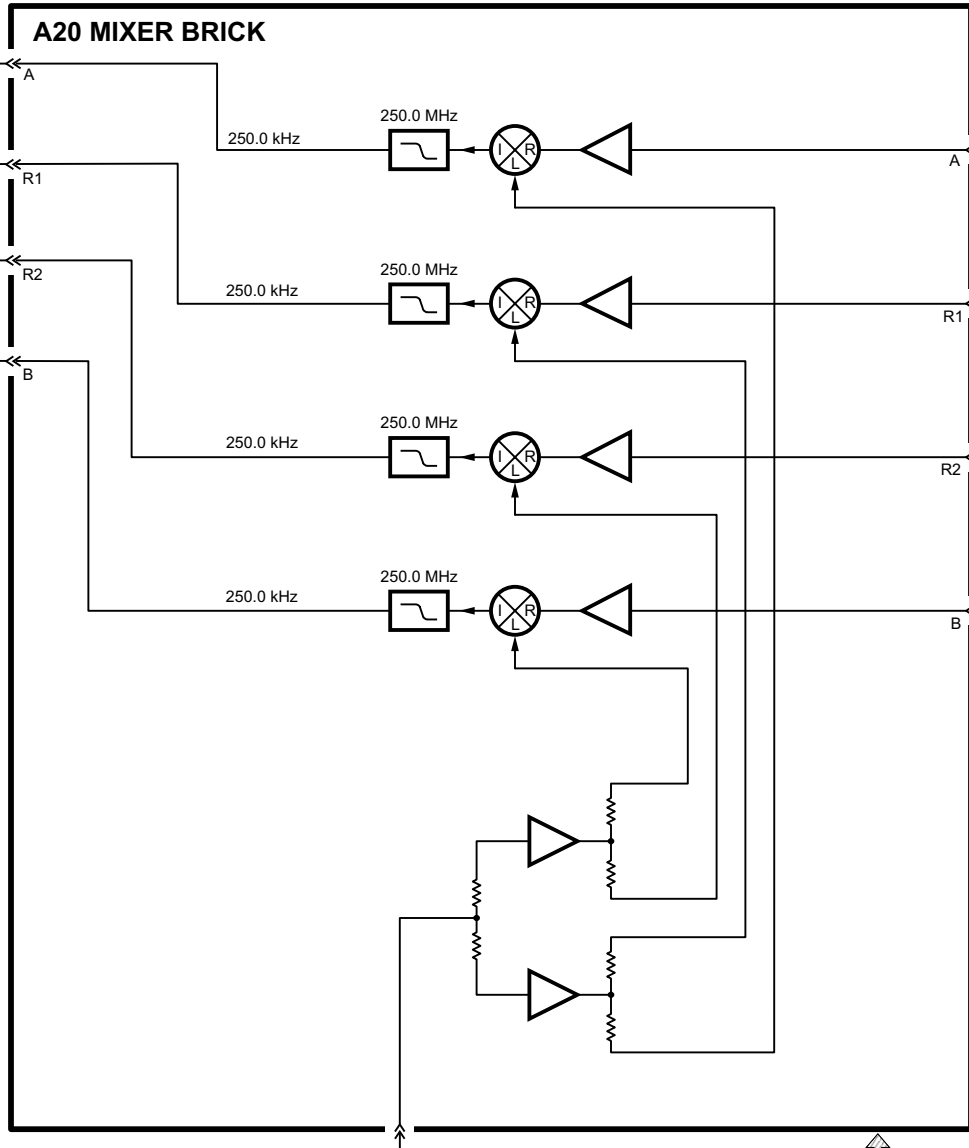 A20 MIXER BRICK
A
250.0 MHz
250.0 kHz
I R L
A
R1
250.0 MHz
250.0 kHz
I R L
R1
R2
250.0 MHz
250.0 kHz
I R L
R2
B
250.0 MHz
250.0 kHz
I R L
B